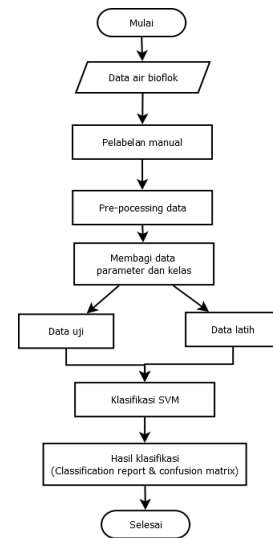 Mulai
Data air bioflok
Pelabelan manual
Pre-pocessing data
Membagi data
parameter dan kelas
Data uji
Data latih
Klasifikasi SVM
Hasil klasifikasi
(Classification report & confusion matrix)
Selesai